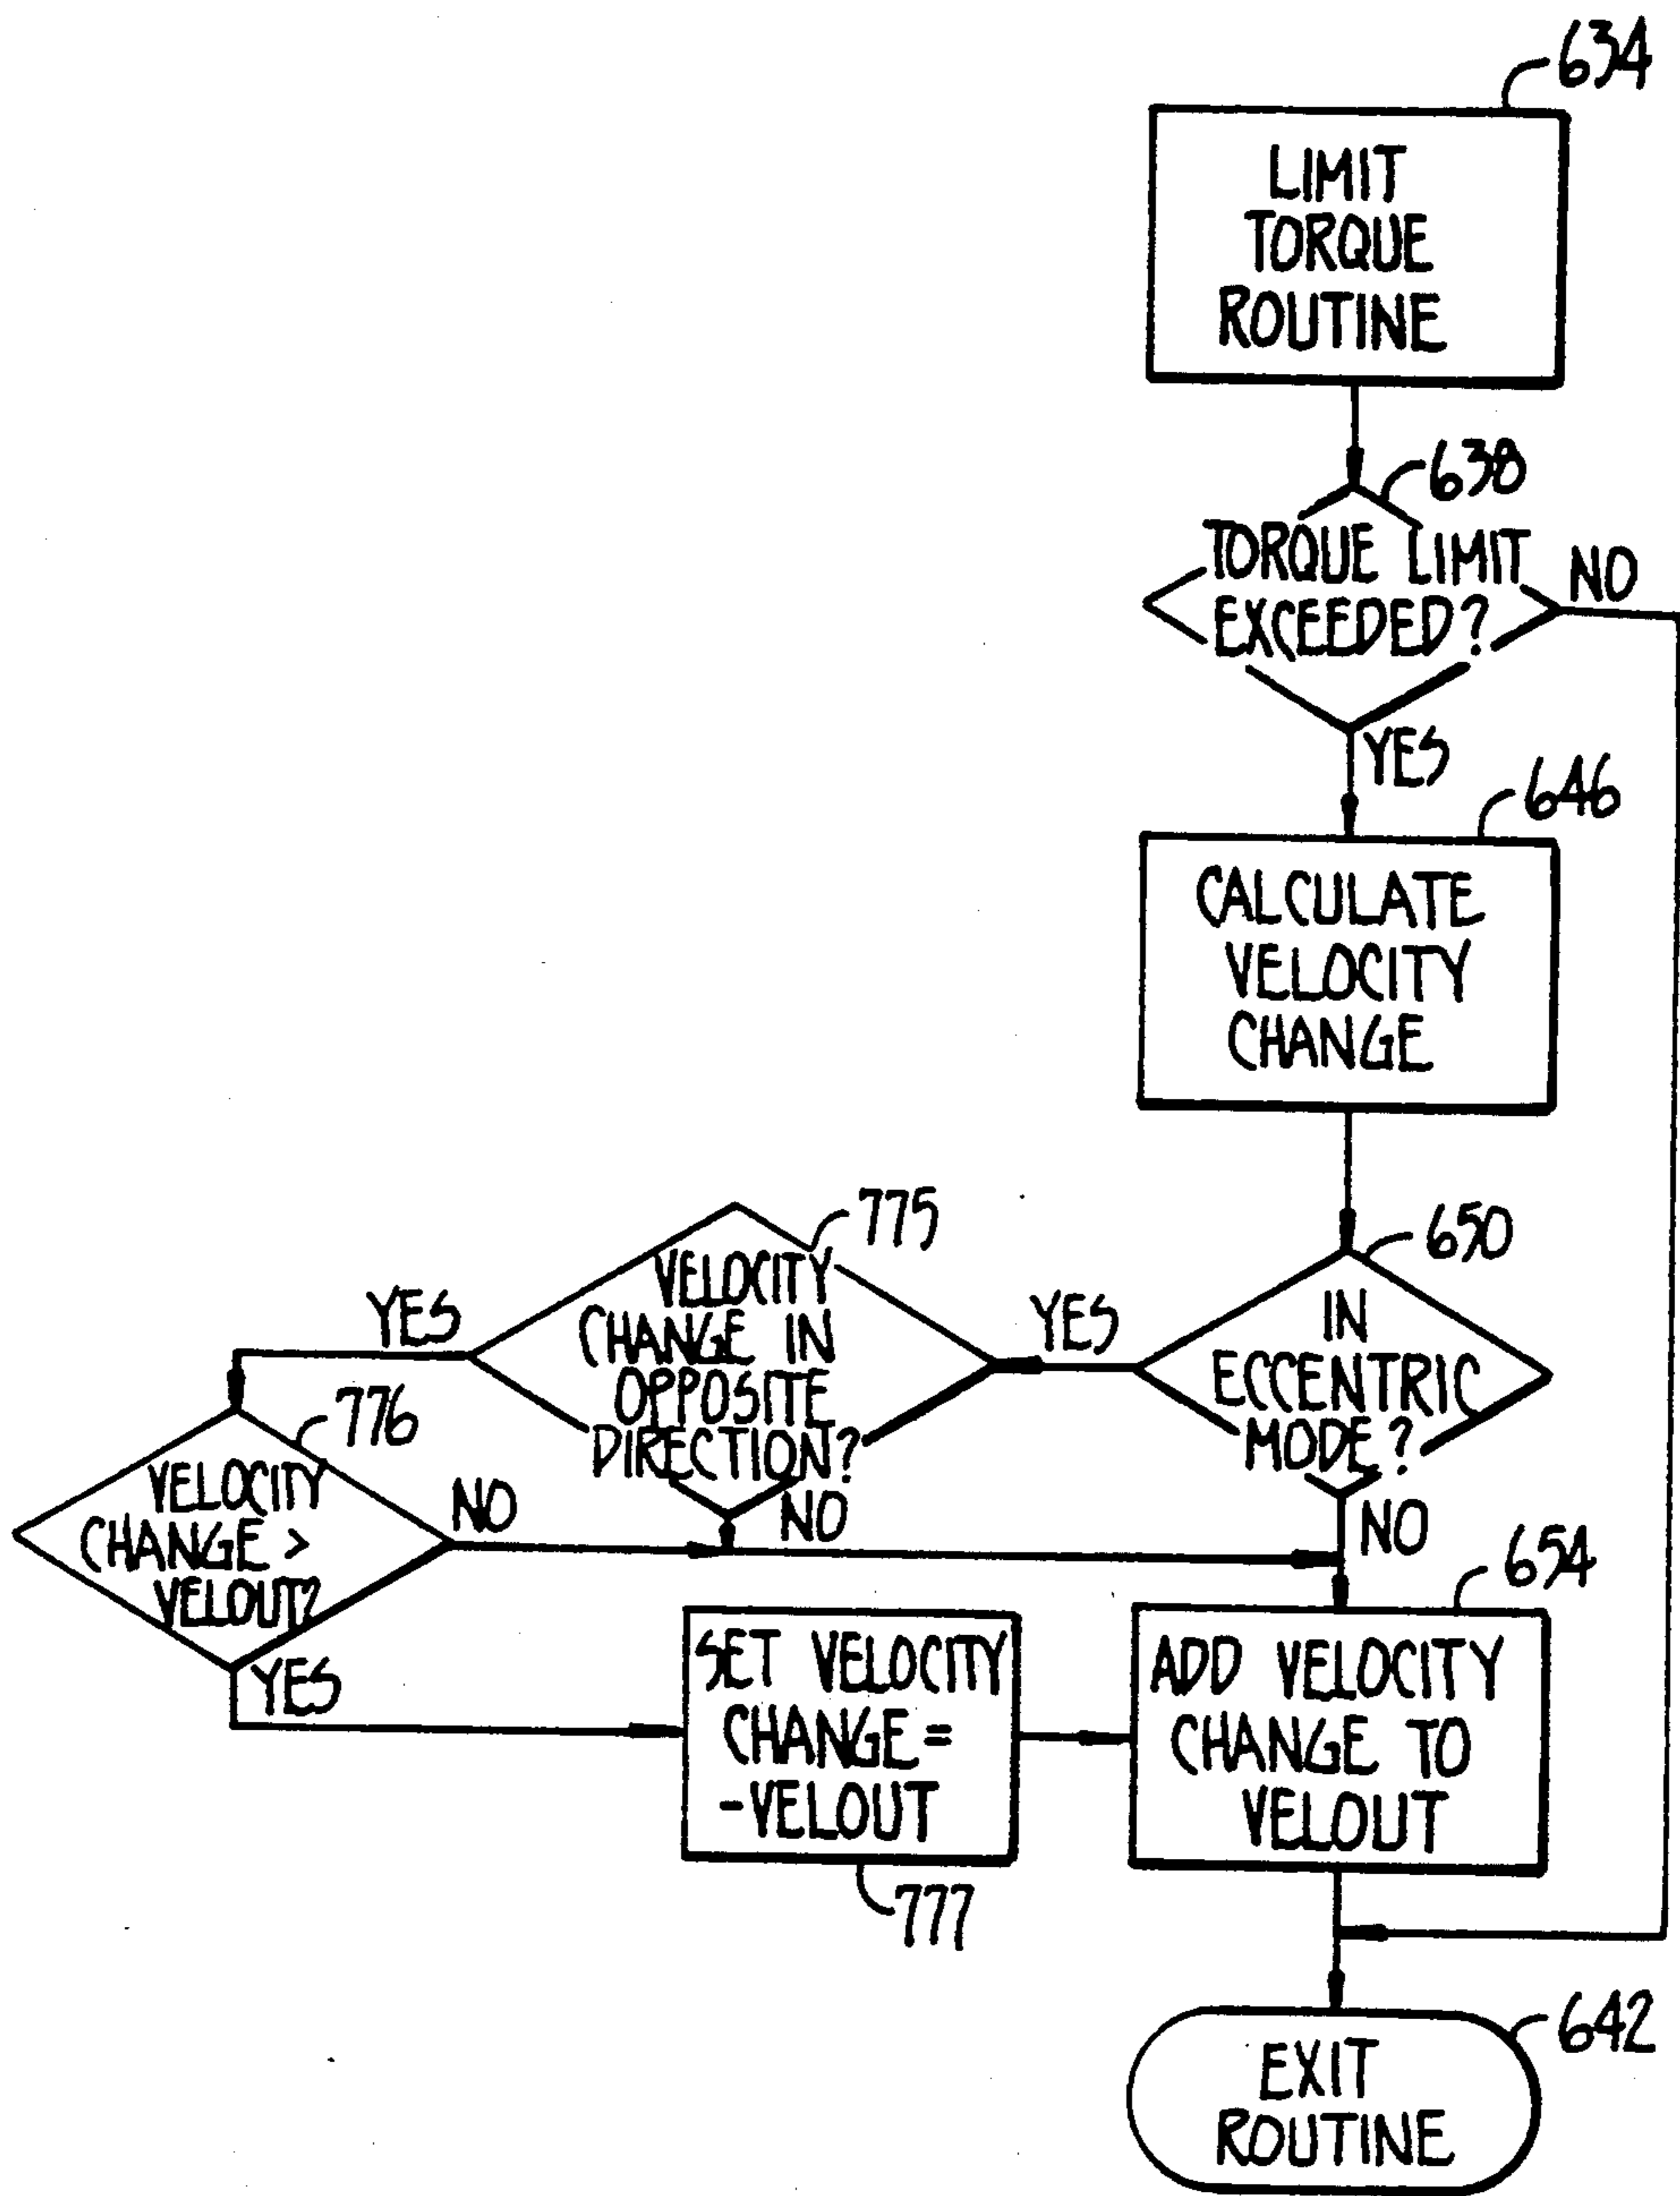 634
LIMIT
TORQUE
ROUTINE
638
TORQUE LIMIT
EXCEEDED?
NO
YES
646
CALCULATE
VELOCITY
CHANGE
650
IN
ECCENTRIC
MODE?
YES
NO
775
VELOCITY
CHANGE IN
OPPOSITE
DIRECTION?
YES
NO
776
VELOCITY
CHANGE >
VELOUT?
NO
YES
SET VELOCITY
CHANGE =
-VELOUT
777
654
ADD VELOCITY
CHANGE TO
VELOUT
642
EXIT
ROUTINE